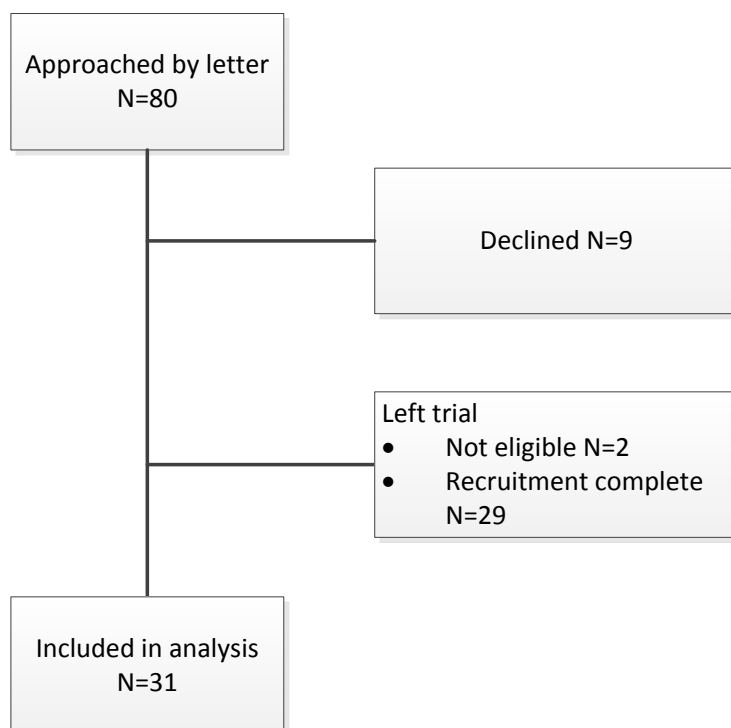 Approached by letter
N=80
Declined N=9
Left trial
• Not eligible N=2
• Recruitment complete
N=29
Included in analysis
N=31